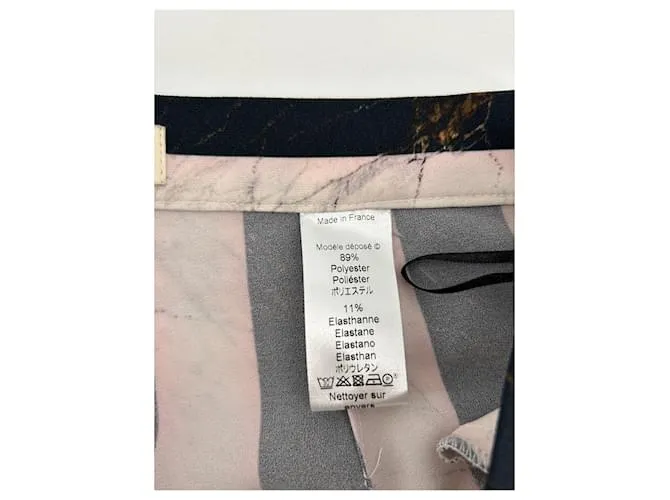 Made in France
Modèle déposé ©
89%
Polyester
Poliéster
ポリエステル
11%
Elasthanne
Elastane
Elastano
Elasthan
ポリウレタン
Nettoyer sur
envers